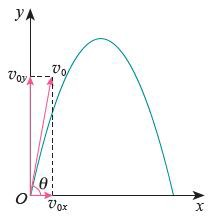 y
v₀y v₀
θ
O v₀x x